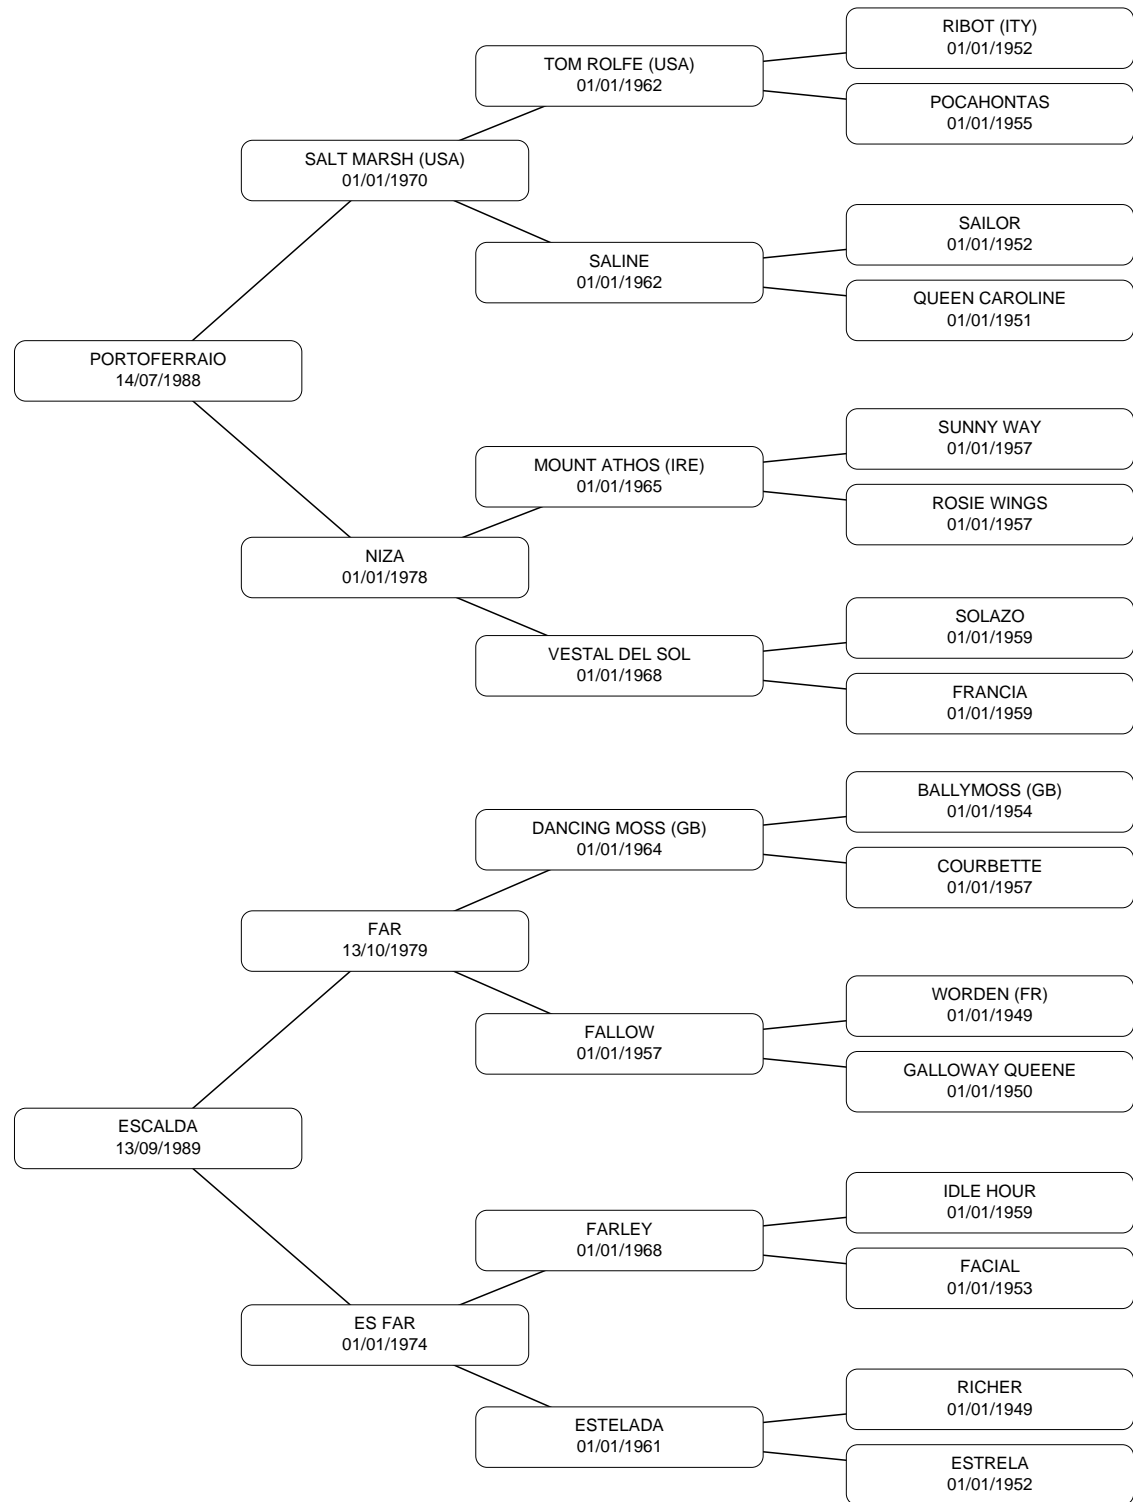 RIBOT (ITY)
01/01/1952
TOM ROLFE (USA)
01/01/1962
POCAHONTAS
01/01/1955
SALT MARSH (USA)
01/01/1970
SAILOR
01/01/1952
SALINE
01/01/1962
QUEEN CAROLINE
01/01/1951
PORTOFERRAIO
14/07/1988
SUNNY WAY
01/01/1957
MOUNT ATHOS (IRE)
01/01/1965
ROSIE WINGS
01/01/1957
NIZA
01/01/1978
SOLAZO
01/01/1959
VESTAL DEL SOL
01/01/1968
FRANCIA
01/01/1959
BALLYMOSS (GB)
01/01/1954
DANCING MOSS (GB)
01/01/1964
COURBETTE
01/01/1957
FAR
13/10/1979
WORDEN (FR)
01/01/1949
FALLOW
01/01/1957
GALLOWAY QUEENE
01/01/1950
ESCALDA
13/09/1989
IDLE HOUR
01/01/1959
FARLEY
01/01/1968
FACIAL
01/01/1953
ES FAR
01/01/1974
RICHER
01/01/1949
ESTELADA
01/01/1961
ESTRELA
01/01/1952